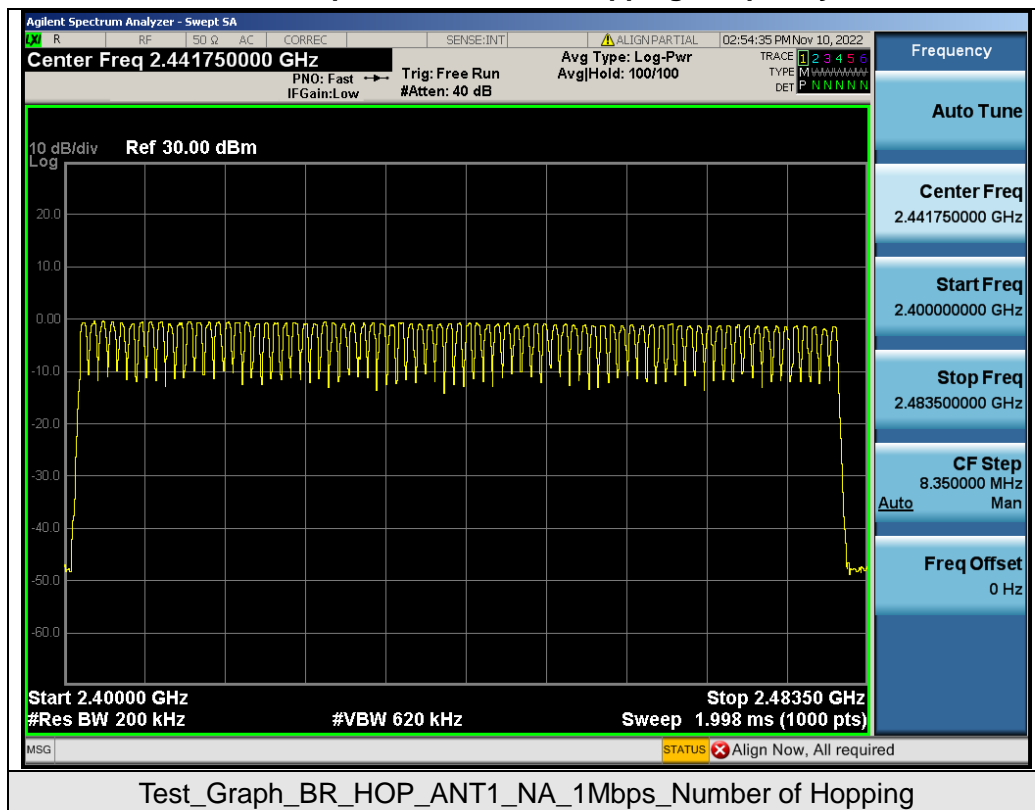 Agilent Spectrum Analyzer - Swept SA
LXI R RF 50 Ω AC CORREC SENSE:INT ALIGNPARTIAL 02:54:35 PM Nov 10, 2022
Center Freq 2.441750000 GHz
PNO: Fast
IFGain:Low
Trig: Free Run
#Atten: 40 dB
Avg Type: Log-Pwr
Avg|Hold: 100/100
TRACE 1 2 3 4 5 6
TYPE M
DET P N N N N N
Frequency
Auto Tune
Center Freq
2.441750000 GHz
Start Freq
2.400000000 GHz
Stop Freq
2.483500000 GHz
CF Step
8.350000 MHz
Auto Man
Freq Offset
0 Hz
10 dB/div Ref 30.00 dBm
Log
20.0
10.0
0.00
-10.0
-20.0
-30.0
-40.0
-50.0
-60.0
Start 2.40000 GHz Stop 2.48350 GHz
#Res BW 200 kHz #VBW 620 kHz Sweep 1.998 ms (1000 pts)
MSG STATUS Align Now, All required
Test_Graph_BR_HOP_ANT1_NA_1Mbps_Number of Hopping